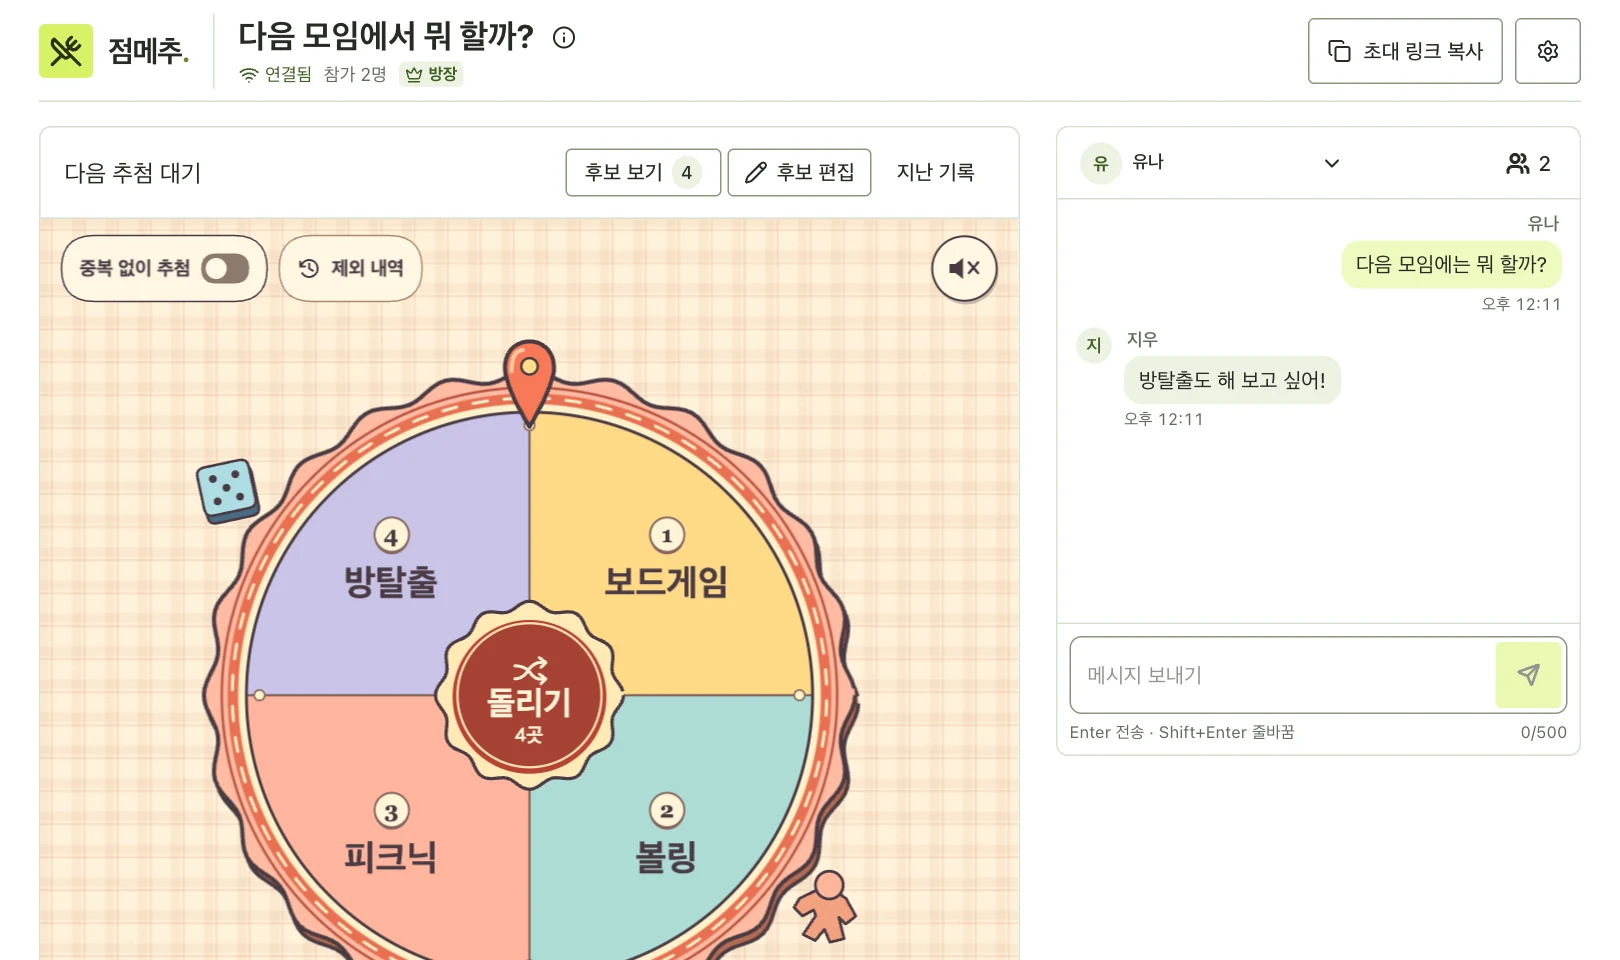 점메추.
다음 모임에서 뭐 할까?
연결됨 참가 2명 방장
초대 링크 복사
다음 추첨 대기
후보 보기 4
후보 편집
지난 기록
중복 없이 추첨
제외 내역
4
방탈출
1
보드게임
돌리기
4곳
3
피크닉
2
볼링
유 유나
2
유나
다음 모임에는 뭐 할까?
오후 12:11
지 지우
방탈출도 해 보고 싶어!
오후 12:11
메시지 보내기
Enter 전송 · Shift+Enter 줄바꿈
0/500